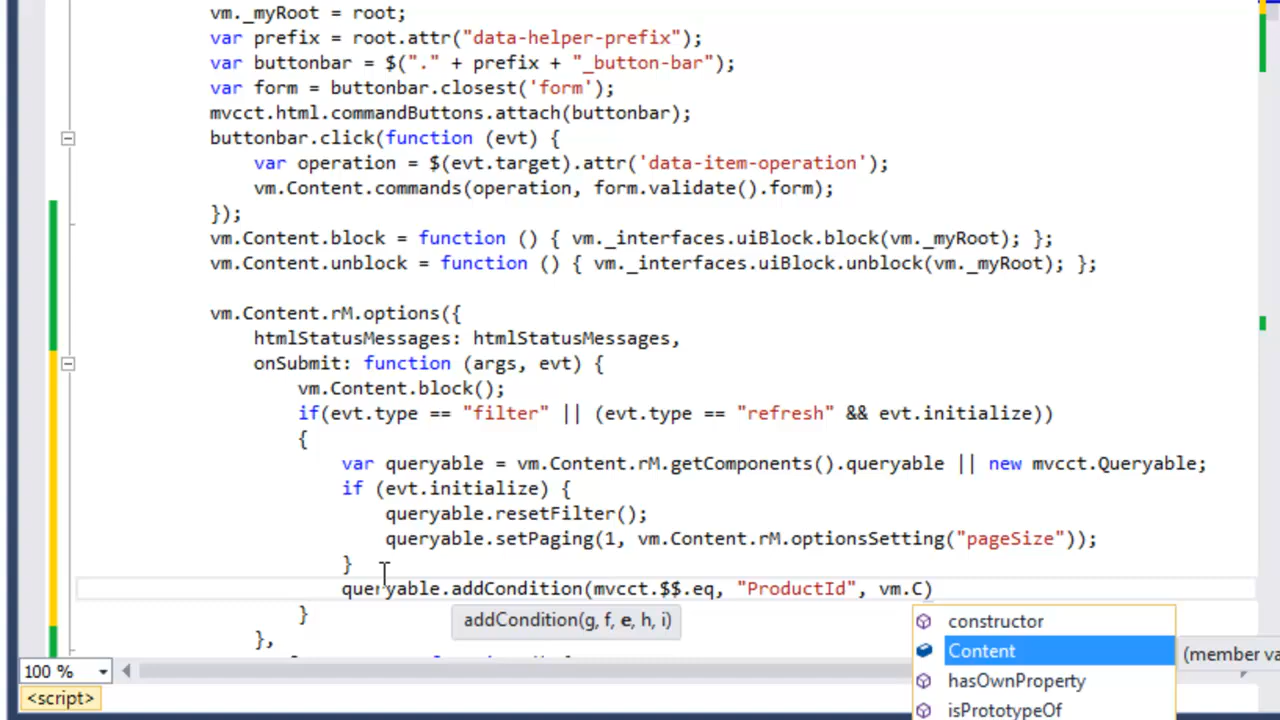 vm._myRoot = root;
var prefix = root.attr("data-helper-prefix");
var buttonbar = $("." + prefix + "_button-bar");
var form = buttonbar.closest('form');
mvcct.html.commandButtons.attach(buttonbar);
buttonbar.click(function (evt) {
var operation = $(evt.target).attr('data-item-operation');
vm.Content.commands(operation, form.validate().form);
});
vm.Content.block = function () { vm._interfaces.uiBlock.block(vm._myRoot); };
vm.Content.unblock = function () { vm._interfaces.uiBlock.unblock(vm._myRoot); };
vm.Content.rM.options({
htmlStatusMessages: htmlStatusMessages,
onSubmit: function (args, evt) {
vm.Content.block();
if(evt.type == "filter" || (evt.type == "refresh" && evt.initialize))
{
var queryable = vm.Content.rM.getComponents().queryable || new mvcct.Queryable;
if (evt.initialize) {
queryable.resetFilter();
queryable.setPaging(1, vm.Content.rM.optionsSetting("pageSize"));
}
queryable.addCondition(mvcct.$$.eq, "ProductId", vm.C)
}
addCondition(g, f, e, h, i)
},
constructor
Content
(member va
hasOwnProperty
isPrototypeOf
100 %
<script>